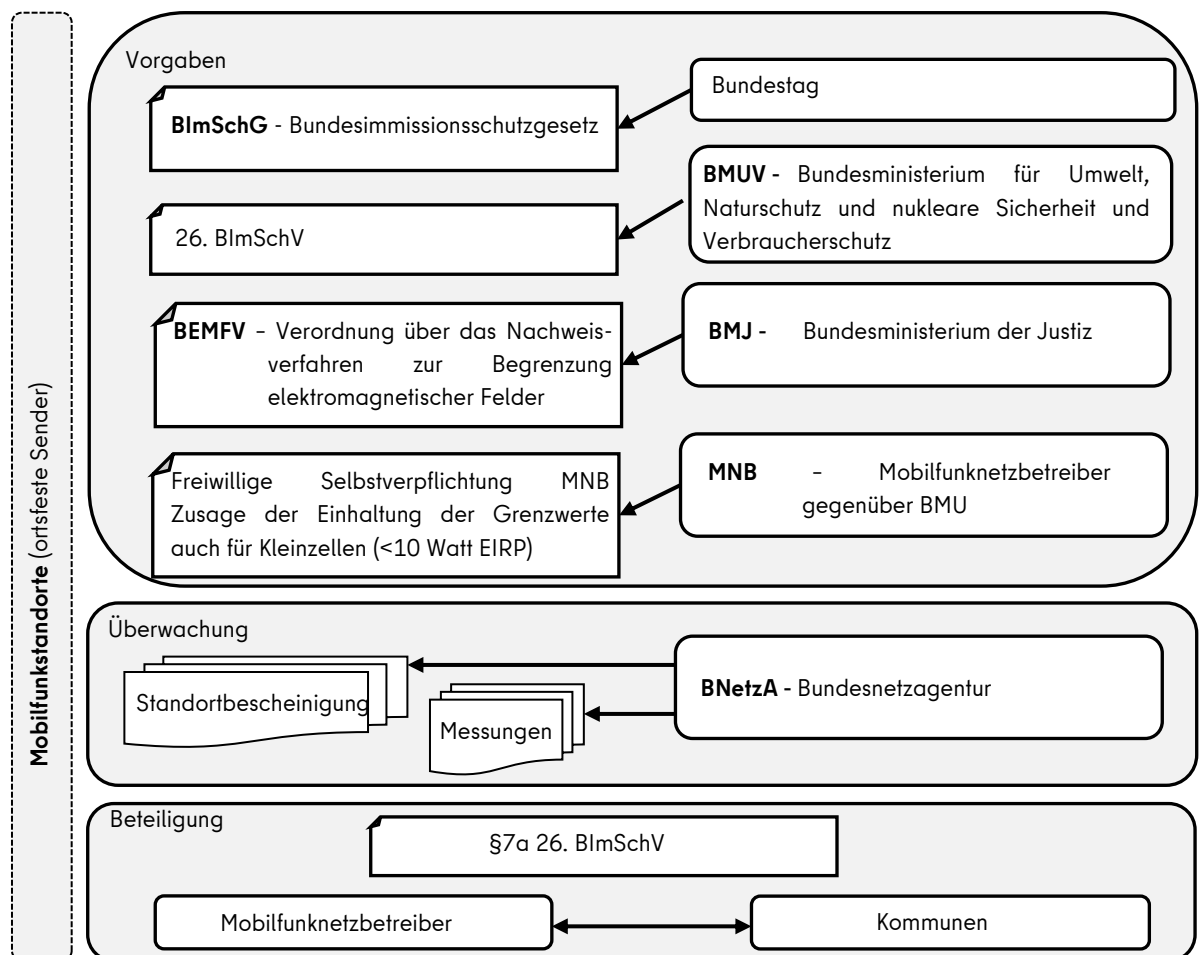 Mobilfunkstandorte (ortsfeste Sender)
Vorgaben
BImSchG - Bundesimmissionsschutzgesetz
Bundestag
26. BImSchV
BMUV - Bundesministerium für Umwelt,
Naturschutz und nukleare Sicherheit und
Verbraucherschutz
BEMFV – Verordnung über das Nachweis-
verfahren zur Begrenzung
elektromagnetischer Felder
BMJ - Bundesministerium der Justiz
Freiwillige Selbstverpflichtung MNB
Zusage der Einhaltung der Grenzwerte
auch für Kleinzellen (<10 Watt EIRP)
MNB – Mobilfunknetzbetreiber
gegenüber BMU
Überwachung
Standortbescheinigung
Messungen
BNetzA - Bundesnetzagentur
Beteiligung
§7a 26. BImSchV
Mobilfunknetzbetreiber
Kommunen